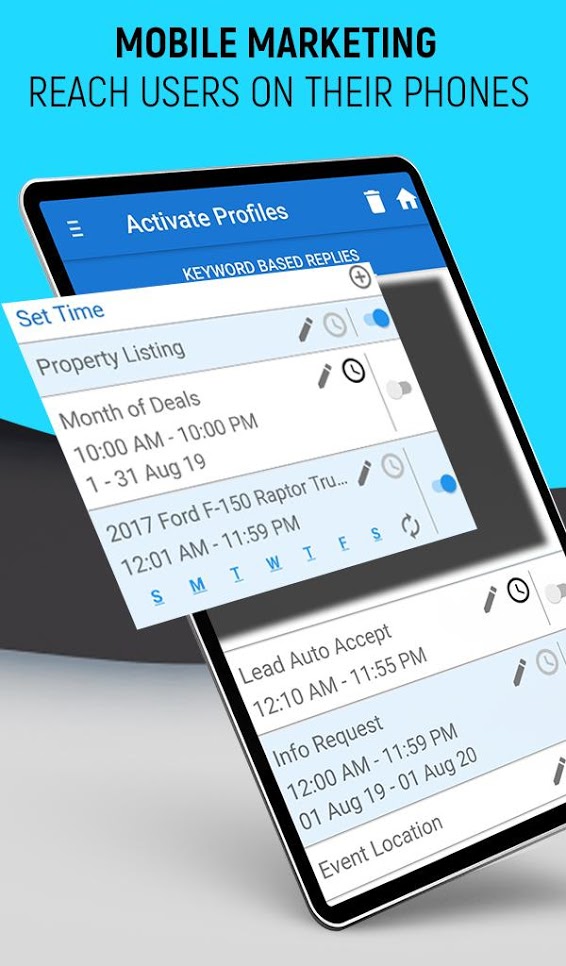 MOBILE MARKETING
REACH USERS ON THEIR PHONES
Activate Profiles
KEYWORD BASED REPLIES
Set Time
Property Listing
Month of Deals
10:00 AM - 10:00 PM
1 - 31 Aug 19
2017 Ford F-150 Raptor Tru...
12:01 AM - 11:59 PM
S M T W T F S
Lead Auto Accept
12:10 AM - 11:55 PM
Info Request
12:00 AM - 11:59 PM
01 Aug 19 - 01 Aug 20
Event Location